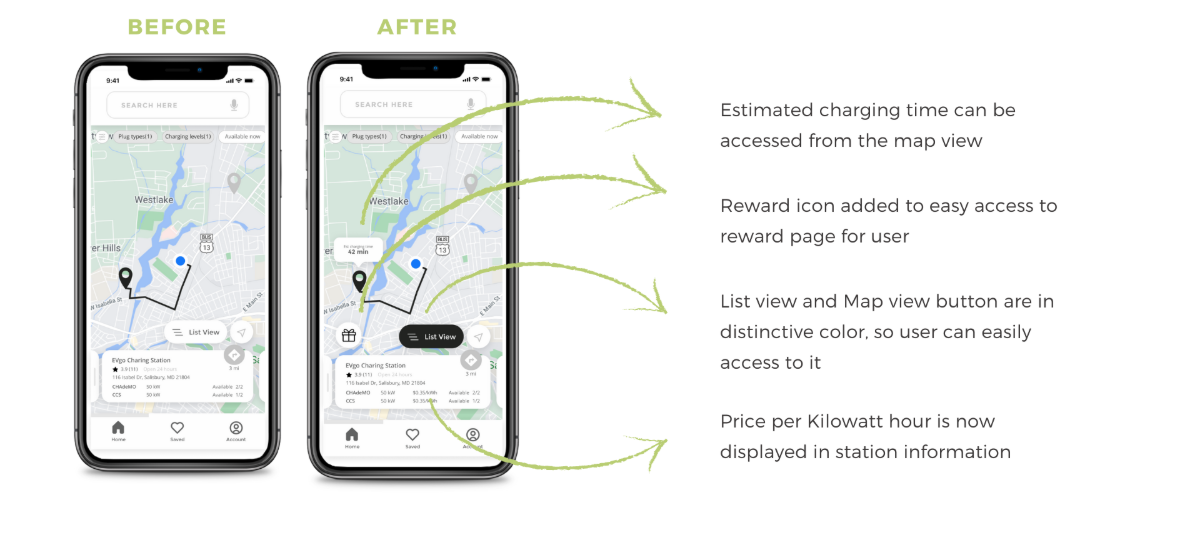 BEFORE
AFTER
9:41
SEARCH HERE
Plug types(1)
Charging levels(1)
Available now
Westlake
er Hills
BUS
13
W Isabella St
E Main St
List View
EVgo Charing Station
3.9 (11) Open 24 hours
3 mi
116 Isabel Dr, Salisbury, MD 21804
CHAdeMO 50 kW Available 2/2
CCS 50 kW Available 1/2
Home
Saved
Account
9:41
SEARCH HERE
Plug types(1)
Available now
Westlake
er
42 min
BUS
13
W Isabella St
E Main St
List View
EVgo Charing Station
3.9 (11) Open 24 hours
3 mi
116 Isabel Dr, Salisbury, MD 21804
CHAdeMO 50 kW $0.35/kWh Available 2/2
CCS 50 kW $0.35/kWh Available 1/2
Home
Saved
Account
Estimated charging time can be
accessed from the map view
Reward icon added to easy access to
reward page for user
List view and Map view button are in
distinctive color, so user can easily
access to it
Price per Kilowatt hour is now
displayed in station information